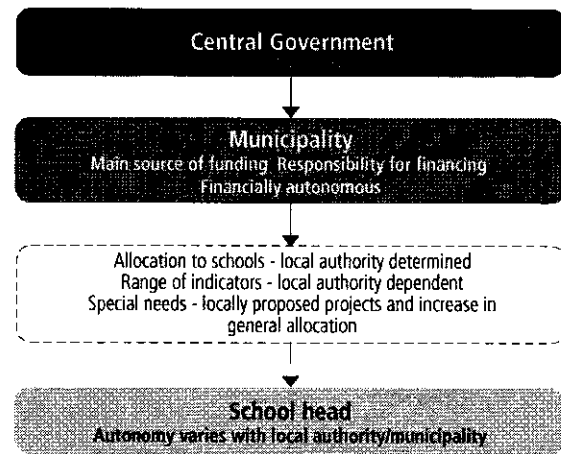 Central Government
Municipality
Main source of funding Responsibility for financing
Financially autonomous
Allocation to schools - local authority determined
Range of indicators - local authority dependent
Special needs - locally proposed projects and increase in
general allocation
School head
Autonomy varies with local authority/municipality